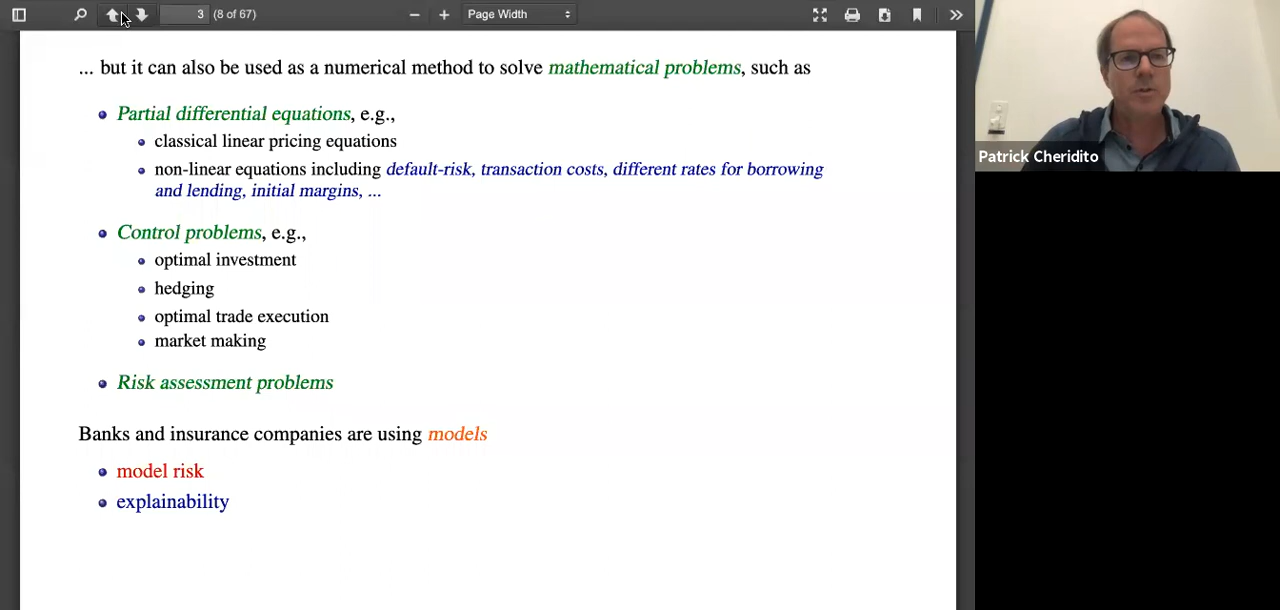 3 (8 of 67) Page Width
... but it can also be used as a numerical method to solve mathematical problems, such as
Partial differential equations, e.g.,
classical linear pricing equations
non-linear equations including default-risk, transaction costs, different rates for borrowing
and lending, initial margins, ...
Control problems, e.g.,
optimal investment
hedging
optimal trade execution
market making
Risk assessment problems
Banks and insurance companies are using models
model risk
explainability
Patrick Cheridito